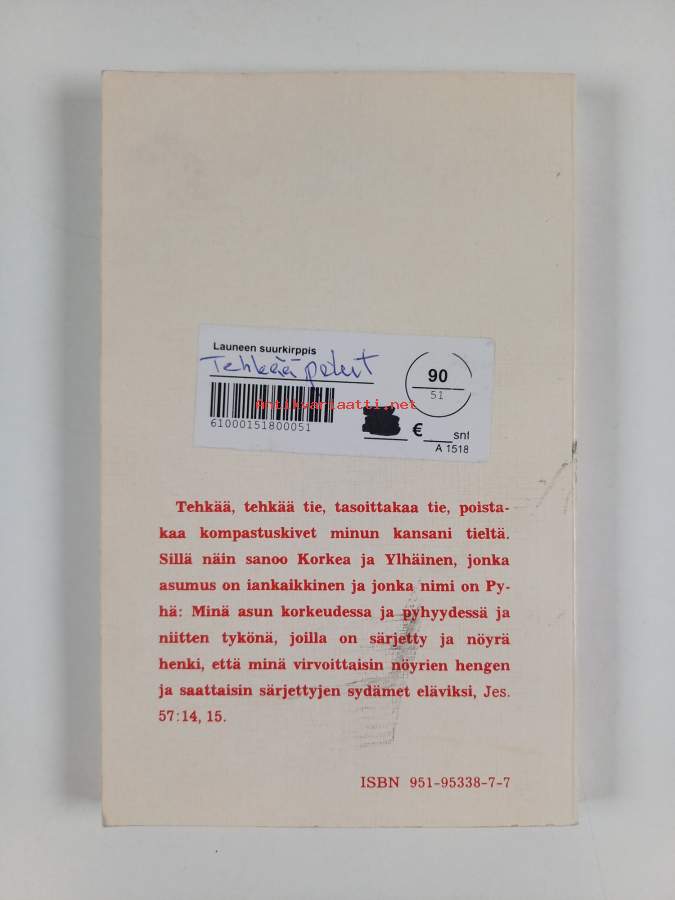 Launeen suurkirppis
Tehkää polut
90
51
Antikvariaatti.net
61000151800051
€ snt
A 1518
Tehkää, tehkää tie, tasoittakaa tie, poista-
kaa kompastuskivet minun kansani tieltä.
Sillä näin sanoo Korkea ja Ylhäinen, jonka
asumus on iankaikkinen ja jonka nimi on Py-
hä: Minä asun korkeudessa ja pyhyydessä ja
niitten tykönä, joilla on särjetty ja nöyrä
henki, että minä virvoittaisin nöyrien hengen
ja saattaisin särjettyjen sydämet eläviksi, Jes.
57:14, 15.
ISBN 951-95338-7-7